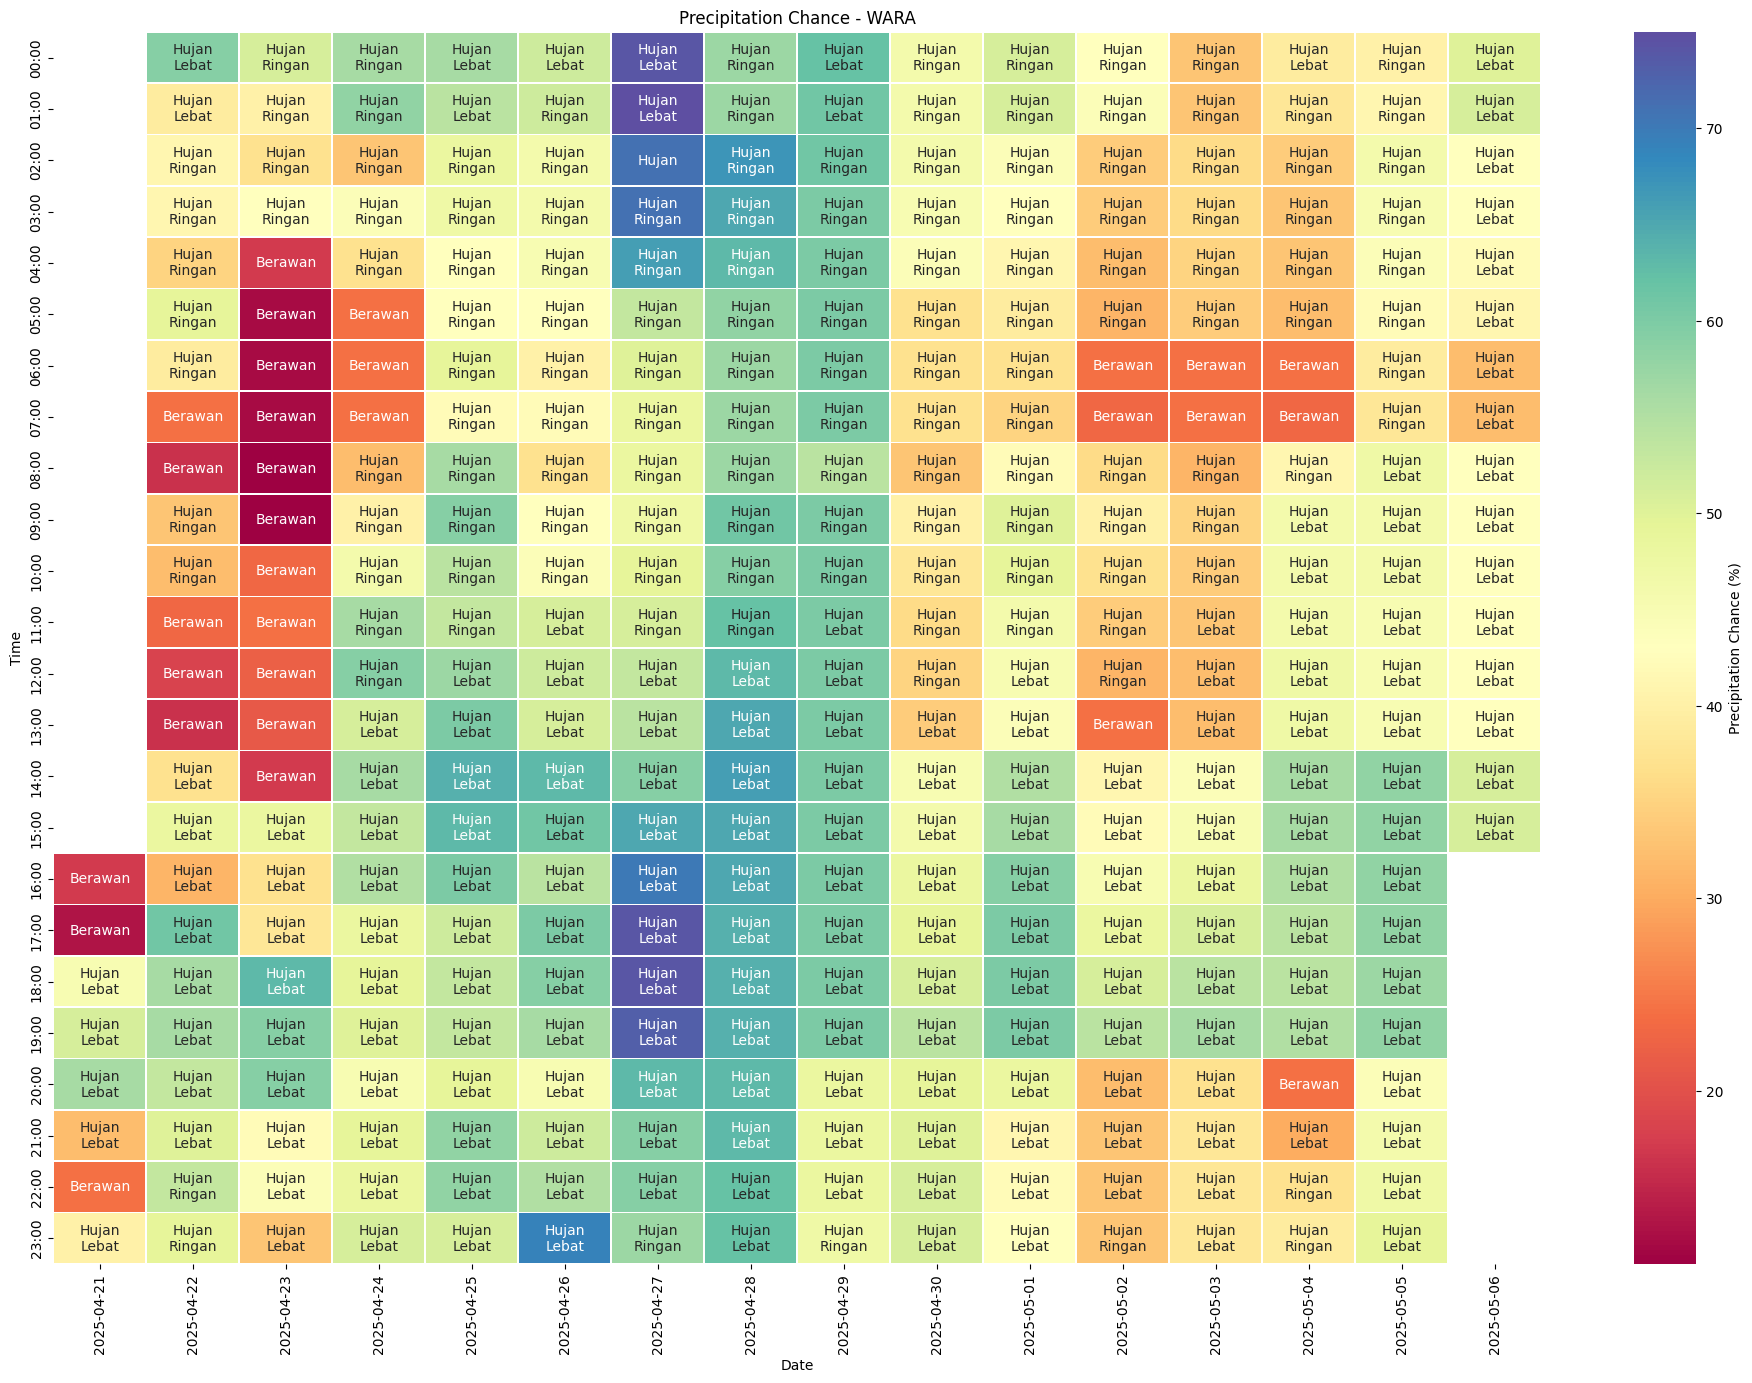 Precipitation Chance - WARA
00:00 Hujan Lebat Hujan Ringan Hujan Ringan Hujan Lebat Hujan Lebat Hujan Lebat Hujan Ringan Hujan Lebat Hujan Ringan Hujan Ringan Hujan Ringan Hujan Ringan Hujan Lebat Hujan Ringan Hujan Lebat
01:00 Hujan Lebat Hujan Ringan Hujan Ringan Hujan Lebat Hujan Ringan Hujan Lebat Hujan Ringan Hujan Lebat Hujan Ringan Hujan Ringan Hujan Ringan Hujan Ringan Hujan Ringan Hujan Ringan Hujan Lebat
02:00 Hujan Ringan Hujan Ringan Hujan Ringan Hujan Ringan Hujan Ringan Hujan Hujan Ringan Hujan Ringan Hujan Ringan Hujan Ringan Hujan Ringan Hujan Ringan Hujan Ringan Hujan Ringan Hujan Lebat
03:00 Hujan Ringan Hujan Ringan Hujan Ringan Hujan Ringan Hujan Ringan Hujan Ringan Hujan Ringan Hujan Ringan Hujan Ringan Hujan Ringan Hujan Ringan Hujan Ringan Hujan Ringan Hujan Ringan Hujan Lebat
04:00 Hujan Ringan Berawan Hujan Ringan Hujan Ringan Hujan Ringan Hujan Ringan Hujan Ringan Hujan Ringan Hujan Ringan Hujan Ringan Hujan Ringan Hujan Ringan Hujan Ringan Hujan Ringan Hujan Lebat
05:00 Hujan Ringan Berawan Berawan Hujan Ringan Hujan Ringan Hujan Ringan Hujan Ringan Hujan Ringan Hujan Ringan Hujan Ringan Hujan Ringan Hujan Ringan Hujan Ringan Hujan Ringan Hujan Lebat
06:00 Hujan Ringan Berawan Berawan Hujan Ringan Hujan Ringan Hujan Ringan Hujan Ringan Hujan Ringan Hujan Ringan Hujan Ringan Berawan Berawan Berawan Hujan Ringan Hujan Lebat
07:00 Berawan Berawan Berawan Hujan Ringan Hujan Ringan Hujan Ringan Hujan Ringan Hujan Ringan Hujan Ringan Hujan Ringan Berawan Berawan Berawan Hujan Ringan Hujan Lebat
08:00 Berawan Berawan Hujan Ringan Hujan Ringan Hujan Ringan Hujan Ringan Hujan Ringan Hujan Ringan Hujan Ringan Hujan Ringan Hujan Ringan Hujan Ringan Hujan Ringan Hujan Lebat Hujan Lebat
09:00 Hujan Ringan Berawan Hujan Ringan Hujan Ringan Hujan Ringan Hujan Ringan Hujan Ringan Hujan Ringan Hujan Ringan Hujan Ringan Hujan Ringan Hujan Ringan Hujan Lebat Hujan Lebat Hujan Lebat
10:00 Hujan Ringan Berawan Hujan Ringan Hujan Ringan Hujan Ringan Hujan Ringan Hujan Ringan Hujan Ringan Hujan Ringan Hujan Ringan Hujan Ringan Hujan Ringan Hujan Lebat Hujan Lebat Hujan Lebat
11:00 Berawan Berawan Hujan Ringan Hujan Ringan Hujan Lebat Hujan Ringan Hujan Ringan Hujan Lebat Hujan Ringan Hujan Ringan Hujan Ringan Hujan Lebat Hujan Lebat Hujan Lebat Hujan Lebat
12:00 Berawan Berawan Hujan Ringan Hujan Lebat Hujan Lebat Hujan Lebat Hujan Lebat Hujan Lebat Hujan Ringan Hujan Lebat Hujan Ringan Hujan Lebat Hujan Lebat Hujan Lebat Hujan Lebat
13:00 Berawan Berawan Hujan Lebat Hujan Lebat Hujan Lebat Hujan Lebat Hujan Lebat Hujan Lebat Hujan Lebat Hujan Lebat Berawan Hujan Lebat Hujan Lebat Hujan Lebat Hujan Lebat
14:00 Hujan Lebat Berawan Hujan Lebat Hujan Lebat Hujan Lebat Hujan Lebat Hujan Lebat Hujan Lebat Hujan Lebat Hujan Lebat Hujan Lebat Hujan Lebat Hujan Lebat Hujan Lebat Hujan Lebat
15:00 Hujan Lebat Hujan Lebat Hujan Lebat Hujan Lebat Hujan Lebat Hujan Lebat Hujan Lebat Hujan Lebat Hujan Lebat Hujan Lebat Hujan Lebat Hujan Lebat Hujan Lebat Hujan Lebat Hujan Lebat
16:00 Berawan Hujan Lebat Hujan Lebat Hujan Lebat Hujan Lebat Hujan Lebat Hujan Lebat Hujan Lebat Hujan Lebat Hujan Lebat Hujan Lebat Hujan Lebat Hujan Lebat Hujan Lebat Hujan Lebat
17:00 Berawan Hujan Lebat Hujan Lebat Hujan Lebat Hujan Lebat Hujan Lebat Hujan Lebat Hujan Lebat Hujan Lebat Hujan Lebat Hujan Lebat Hujan Lebat Hujan Lebat Hujan Lebat Hujan Lebat
18:00 Hujan Lebat Hujan Lebat Hujan Lebat Hujan Lebat Hujan Lebat Hujan Lebat Hujan Lebat Hujan Lebat Hujan Lebat Hujan Lebat Hujan Lebat Hujan Lebat Hujan Lebat Hujan Lebat Hujan Lebat
19:00 Hujan Lebat Hujan Lebat Hujan Lebat Hujan Lebat Hujan Lebat Hujan Lebat Hujan Lebat Hujan Lebat Hujan Lebat Hujan Lebat Hujan Lebat Hujan Lebat Hujan Lebat Hujan Lebat Hujan Lebat
20:00 Hujan Lebat Hujan Lebat Hujan Lebat Hujan Lebat Hujan Lebat Hujan Lebat Hujan Lebat Hujan Lebat Hujan Lebat Hujan Lebat Hujan Lebat Hujan Lebat Hujan Lebat Berawan Hujan Lebat
21:00 Hujan Lebat Hujan Lebat Hujan Lebat Hujan Lebat Hujan Lebat Hujan Lebat Hujan Lebat Hujan Lebat Hujan Lebat Hujan Lebat Hujan Lebat Hujan Lebat Hujan Lebat Hujan Lebat Hujan Lebat
22:00 Berawan Hujan Ringan Hujan Lebat Hujan Lebat Hujan Lebat Hujan Lebat Hujan Lebat Hujan Lebat Hujan Lebat Hujan Lebat Hujan Lebat Hujan Lebat Hujan Lebat Hujan Ringan Hujan Lebat
23:00 Hujan Lebat Hujan Ringan Hujan Lebat Hujan Lebat Hujan Lebat Hujan Lebat Hujan Ringan Hujan Lebat Hujan Ringan Hujan Lebat Hujan Lebat Hujan Ringan Hujan Lebat Hujan Ringan Hujan Lebat
Time
2025-04-21 2025-04-22 2025-04-23 2025-04-24 2025-04-25 2025-04-26 2025-04-27 2025-04-28 2025-04-29 2025-04-30 2025-05-01 2025-05-02 2025-05-03 2025-05-04 2025-05-05 2025-05-06
Date
70
60
50
40
30
20
Precipitation Chance (%)